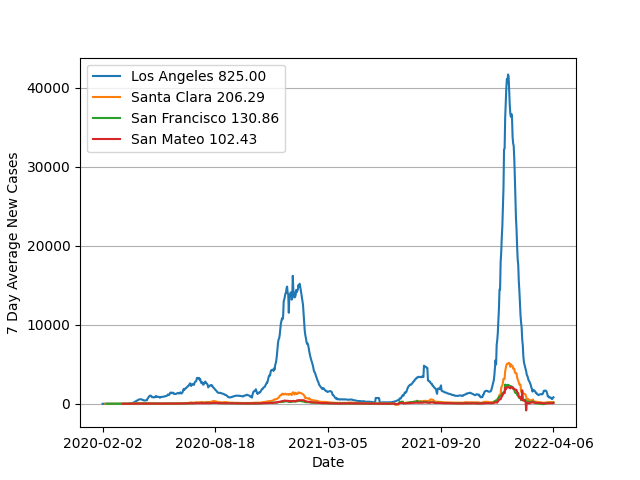 Los Angeles 825.00
Santa Clara 206.29
San Francisco 130.86
San Mateo 102.43
7 Day Average New Cases
40000
30000
20000
10000
0
2020-02-02 2020-08-18 2021-03-05 2021-09-20 2022-04-06
Date